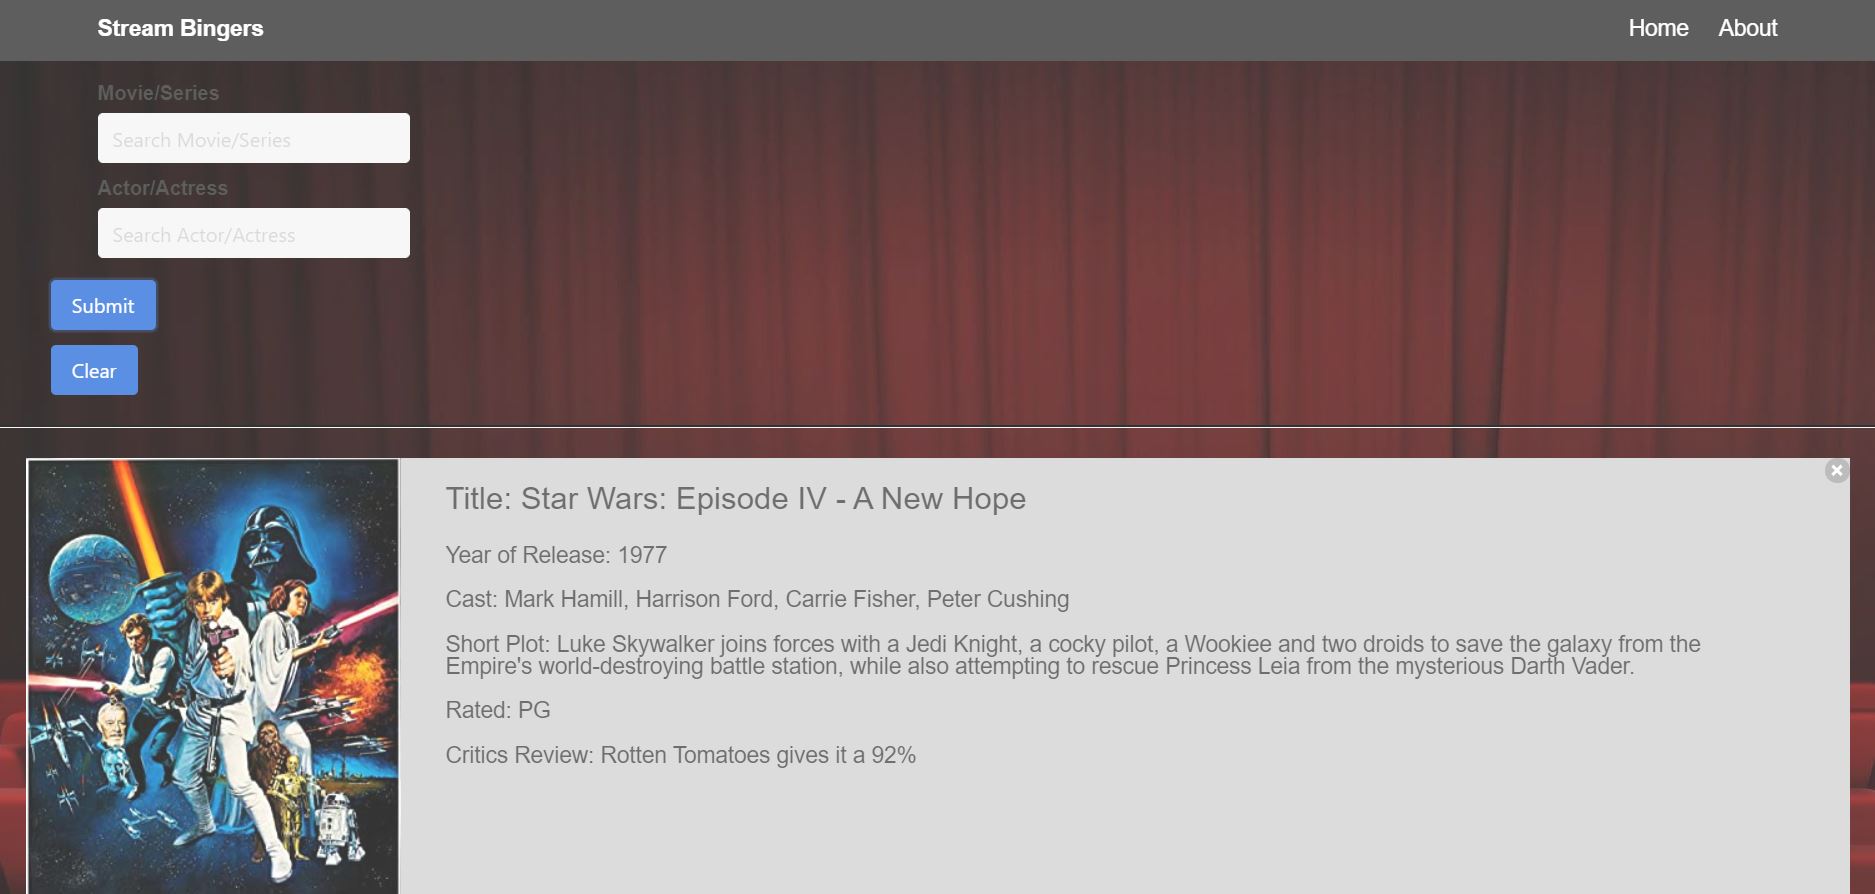 Stream Bingers
Home
About
Movie/Series
Search Movie/Series
Actor/Actress
Search Actor/Actress
Submit
Clear
Title: Star Wars: Episode IV - A New Hope
Year of Release: 1977
Cast: Mark Hamill, Harrison Ford, Carrie Fisher, Peter Cushing
Short Plot: Luke Skywalker joins forces with a Jedi Knight, a cocky pilot, a Wookiee and two droids to save the galaxy from the
Empire's world-destroying battle station, while also attempting to rescue Princess Leia from the mysterious Darth Vader.
Rated: PG
Critics Review: Rotten Tomatoes gives it a 92%